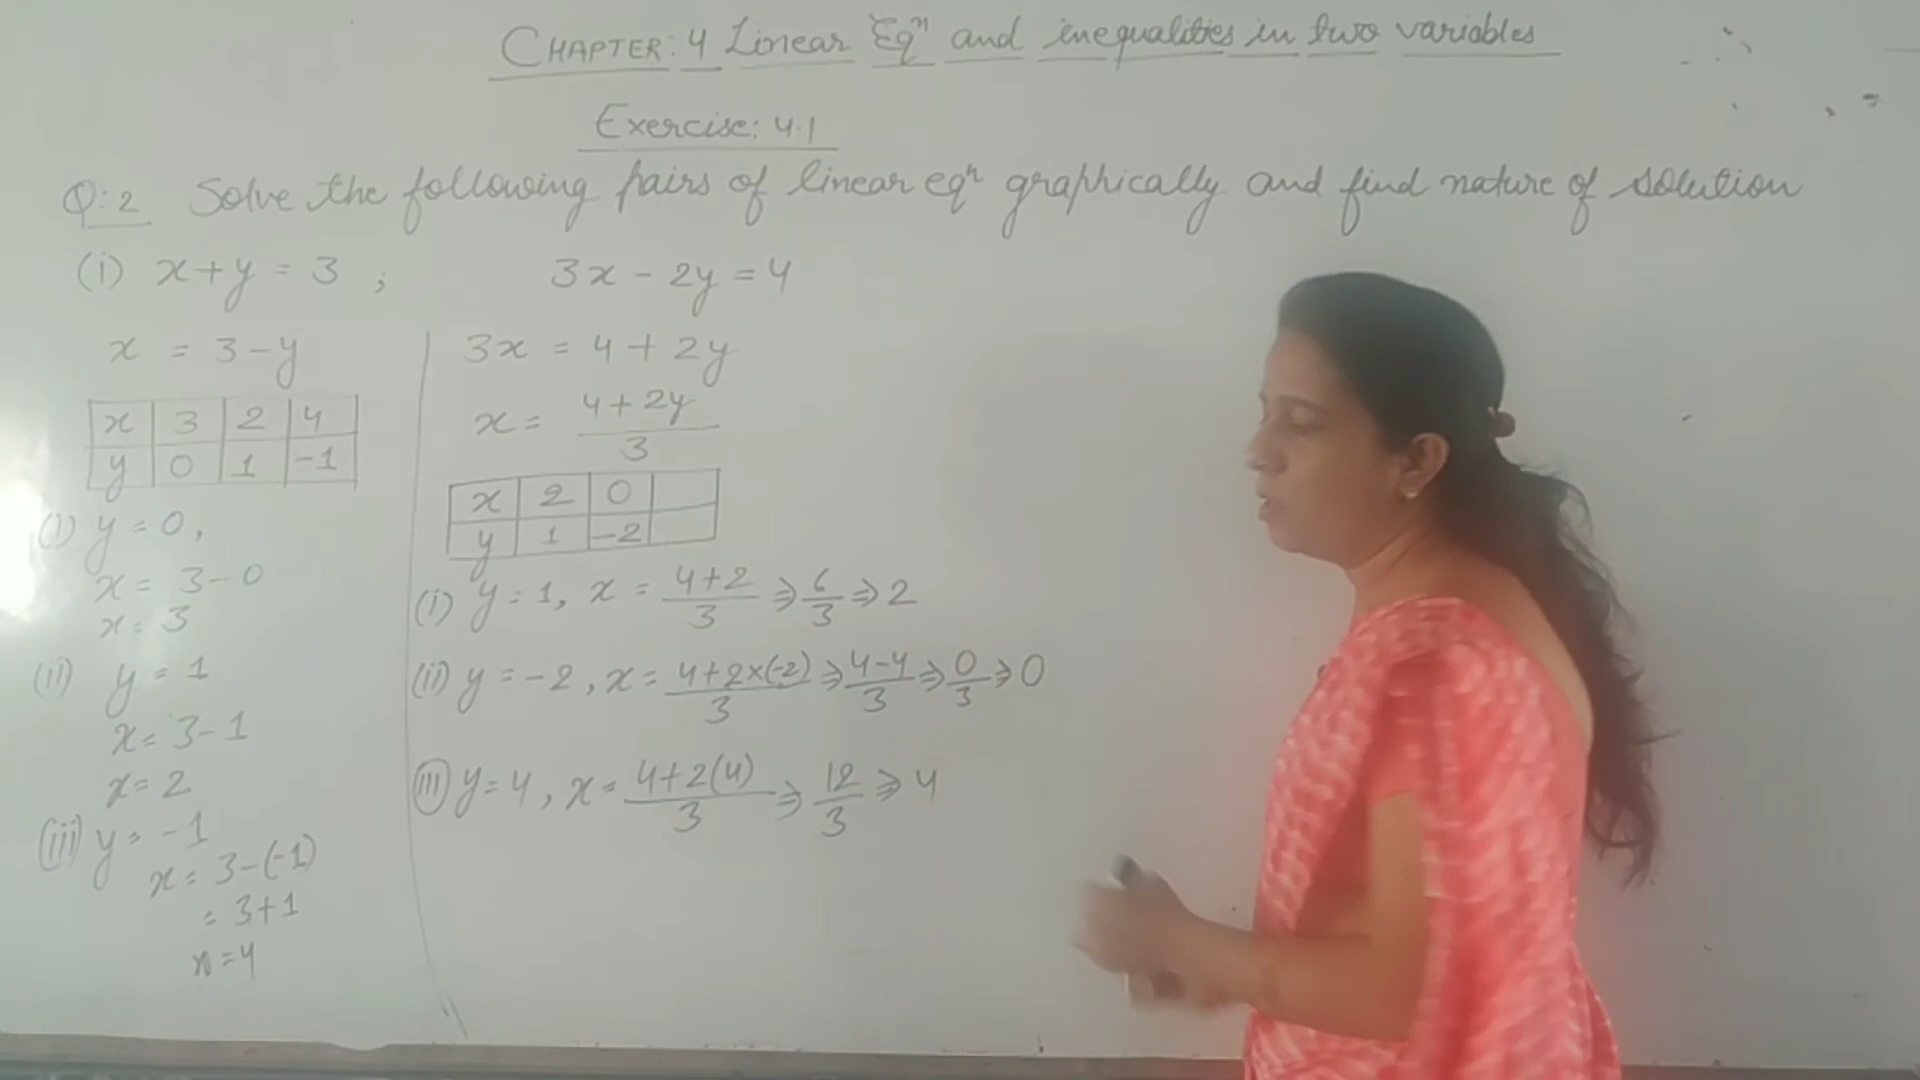 CHAPTER: 4 Linear Eqⁿ and inequalities in two variables
Exercise: 4.1
Q:2 Solve the following pairs of linear eqⁿ graphically and find nature of solution
(i) x+y = 3 ; 3x - 2y = 4
x = 3-y
x 3 2 4
y 0 1 -1
(i) y = 0,
x = 3-0
x = 3
(ii) y = 1
x = 3-1
x = 2
(iii) y = -1
x = 3-(-1)
= 3+1
x = 4
3x = 4 + 2y
x = (4+2y)/3
x 2 0
y 1 -2
(i) y = 1, x = (4+2)/3 ⇒ 6/3 ⇒ 2
(ii) y = -2, x = (4+2×(-2))/3 ⇒ (4-4)/3 ⇒ 0/3 ⇒ 0
(iii) y = 4, x = (4+2(4))/3 ⇒ 12/3 ⇒ 4